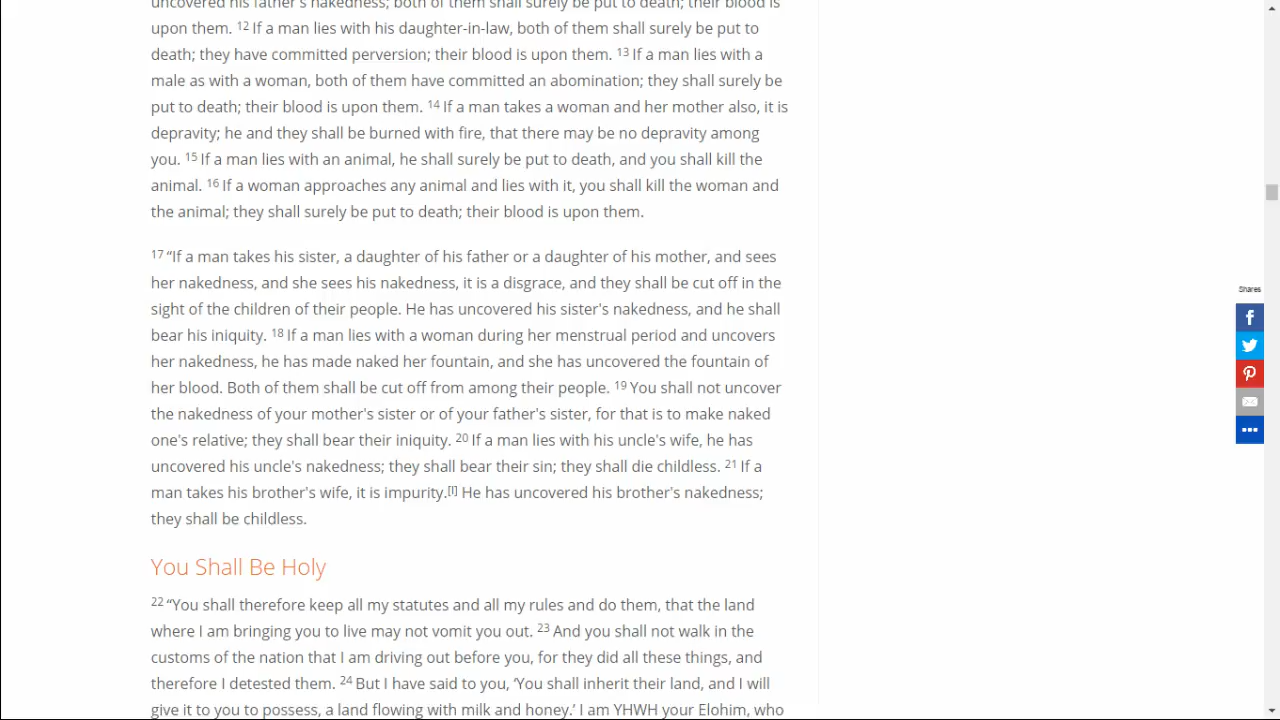 uncovered his father's nakedness; both of them shall surely be put to death; their blood is
upon them. 12 If a man lies with his daughter-in-law, both of them shall surely be put to
death; they have committed perversion; their blood is upon them. 13 If a man lies with a
male as with a woman, both of them have committed an abomination; they shall surely be
put to death; their blood is upon them. 14 If a man takes a woman and her mother also, it is
depravity; he and they shall be burned with fire, that there may be no depravity among
you. 15 If a man lies with an animal, he shall surely be put to death, and you shall kill the
animal. 16 If a woman approaches any animal and lies with it, you shall kill the woman and
the animal; they shall surely be put to death; their blood is upon them.
17 “If a man takes his sister, a daughter of his father or a daughter of his mother, and sees
her nakedness, and she sees his nakedness, it is a disgrace, and they shall be cut off in the
sight of the children of their people. He has uncovered his sister's nakedness, and he shall
bear his iniquity. 18 If a man lies with a woman during her menstrual period and uncovers
her nakedness, he has made naked her fountain, and she has uncovered the fountain of
her blood. Both of them shall be cut off from among their people. 19 You shall not uncover
the nakedness of your mother's sister or of your father's sister, for that is to make naked
one's relative; they shall bear their iniquity. 20 If a man lies with his uncle's wife, he has
uncovered his uncle's nakedness; they shall bear their sin; they shall die childless. 21 If a
man takes his brother's wife, it is impurity.[l] He has uncovered his brother's nakedness;
they shall be childless.
You Shall Be Holy
22 “You shall therefore keep all my statutes and all my rules and do them, that the land
where I am bringing you to live may not vomit you out. 23 And you shall not walk in the
customs of the nation that I am driving out before you, for they did all these things, and
therefore I detested them. 24 But I have said to you, ‘You shall inherit their land, and I will
give it to you to possess, a land flowing with milk and honey.’ I am YHWH your Elohim, who
Shares